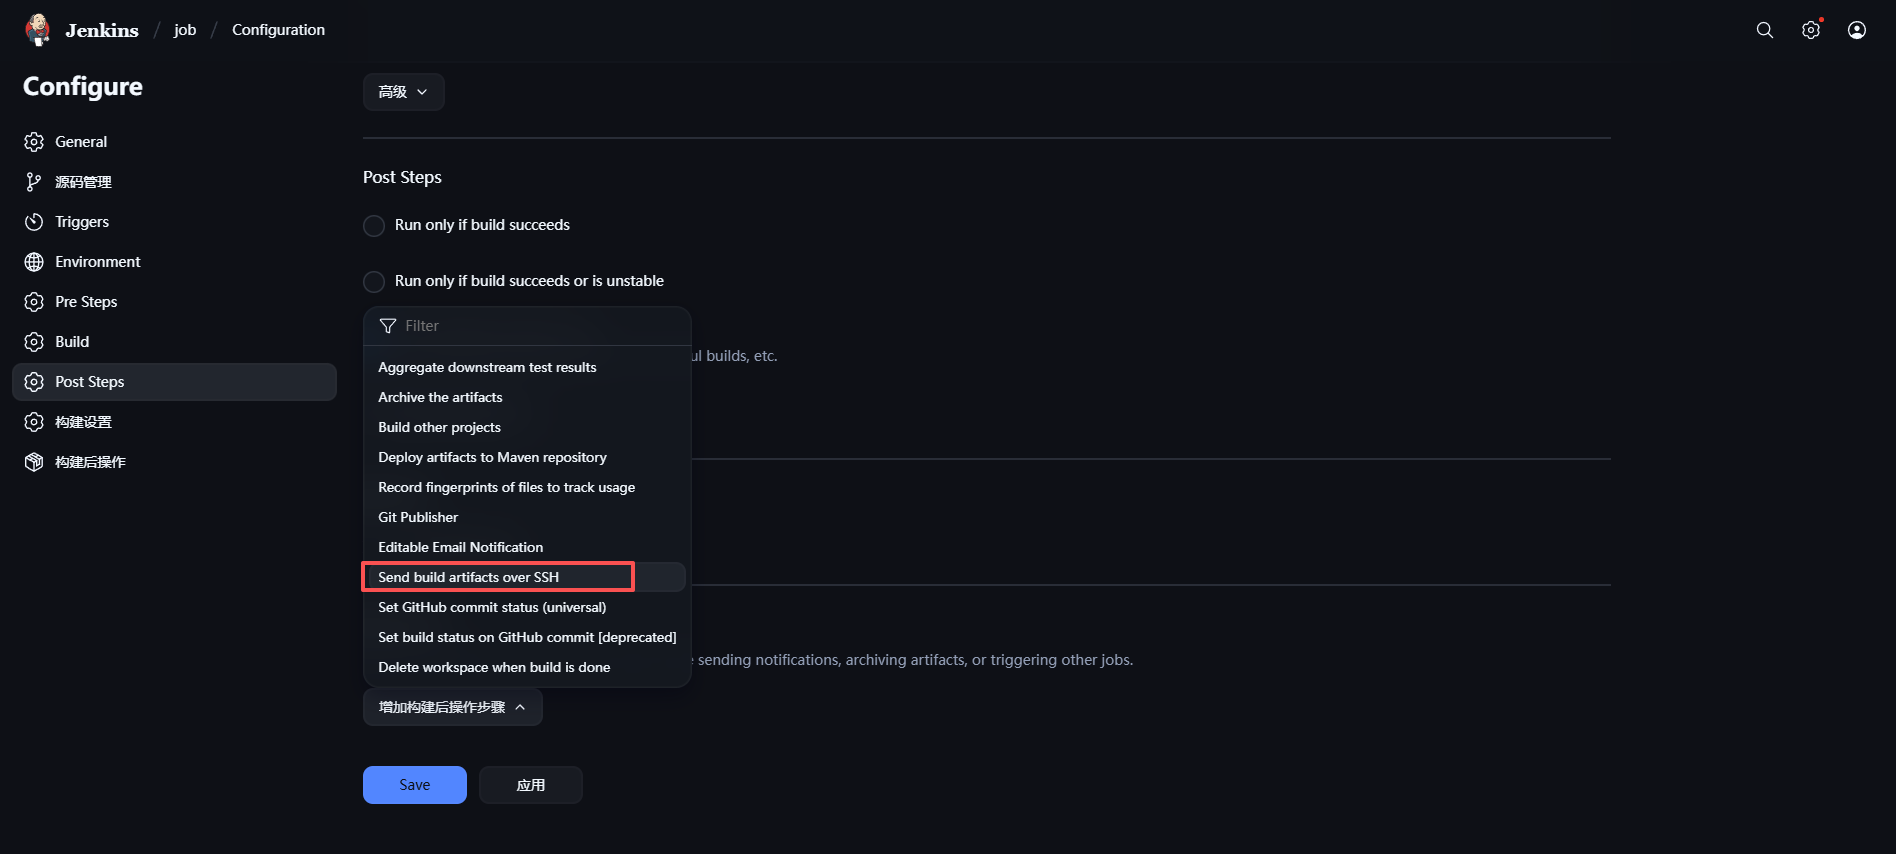 Jenkins / job / Configuration
Configure
General
源码管理
Triggers
Environment
Pre Steps
Build
Post Steps
构建设置
构建后操作
高级
Post Steps
Run only if build succeeds
Run only if build succeeds or is unstable
Filter
Aggregate downstream test results
Archive the artifacts
Build other projects
Deploy artifacts to Maven repository
Record fingerprints of files to track usage
Git Publisher
Editable Email Notification
Send build artifacts over SSH
Set GitHub commit status (universal)
Set build status on GitHub commit [deprecated]
Delete workspace when build is done
builds, etc.
sending notifications, archiving artifacts, or triggering other jobs.
增加构建后操作步骤
Save
应用